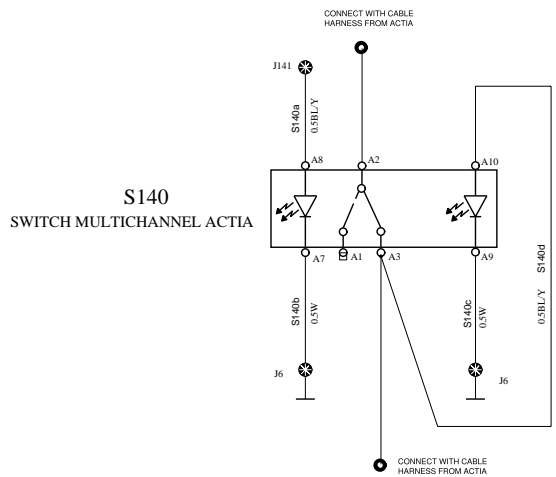 CONNECT WITH CABLE
HARNESS FROM ACTIA
J141
S140a
0.5BL/Y
A8
A2
A10
S140
SWITCH MULTICHANNEL ACTIA
A7
A1
A3
A9
S140d
0.5BL/Y
S140b
0.5W
S140c
0.5W
J6
J6
CONNECT WITH CABLE
HARNESS FROM ACTIA